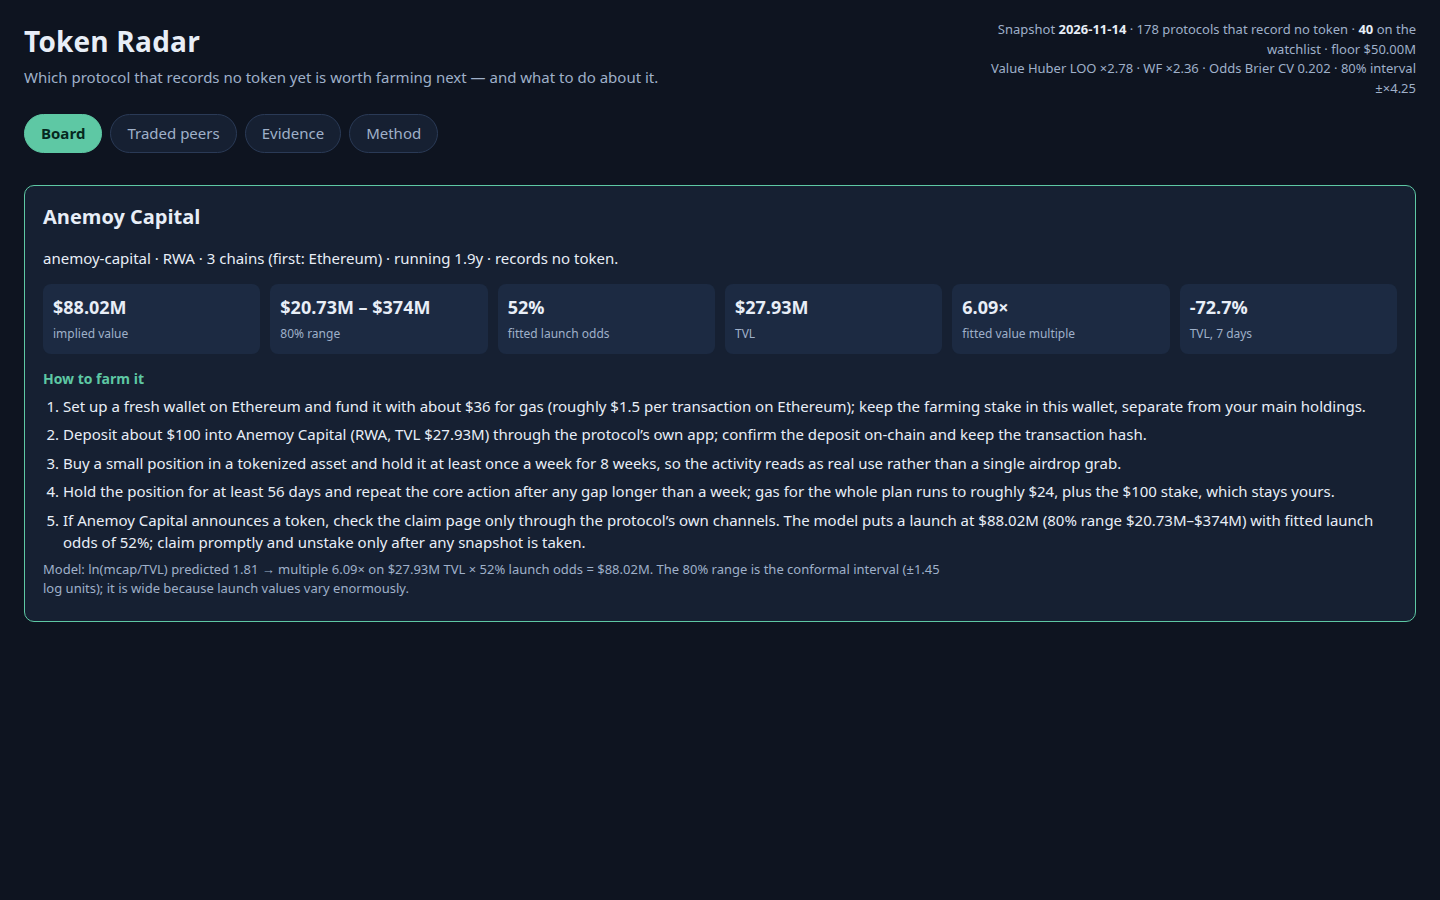 Token Radar
Which protocol that records no token yet is worth farming next — and what to do about it.
Snapshot 2026-11-14 · 178 protocols that record no token · 40 on the
watchlist · floor $50.00M
Value Huber LOO ×2.78 · WF ×2.36 · Odds Brier CV 0.202 · 80% interval
±×4.25
Board
Traded peers
Evidence
Method
Anemoy Capital
anemoy-capital · RWA · 3 chains (first: Ethereum) · running 1.9y · records no token.
$88.02M
implied value
$20.73M – $374M
80% range
52%
fitted launch odds
$27.93M
TVL
6.09×
fitted value multiple
-72.7%
TVL, 7 days
How to farm it
1. Set up a fresh wallet on Ethereum and fund it with about $36 for gas (roughly $1.5 per transaction on Ethereum); keep the farming stake in this wallet, separate from your main holdings.
2. Deposit about $100 into Anemoy Capital (RWA, TVL $27.93M) through the protocol’s own app; confirm the deposit on-chain and keep the transaction hash.
3. Buy a small position in a tokenized asset and hold it at least once a week for 8 weeks, so the activity reads as real use rather than a single airdrop grab.
4. Hold the position for at least 56 days and repeat the core action after any gap longer than a week; gas for the whole plan runs to roughly $24, plus the $100 stake, which stays yours.
5. If Anemoy Capital announces a token, check the claim page only through the protocol’s own channels. The model puts a launch at $88.02M (80% range $20.73M–$374M) with fitted launch
odds of 52%; claim promptly and unstake only after any snapshot is taken.
Model: ln(mcap/TVL) predicted 1.81 → multiple 6.09× on $27.93M TVL × 52% launch odds = $88.02M. The 80% range is the conformal interval (±1.45
log units); it is wide because launch values vary enormously.